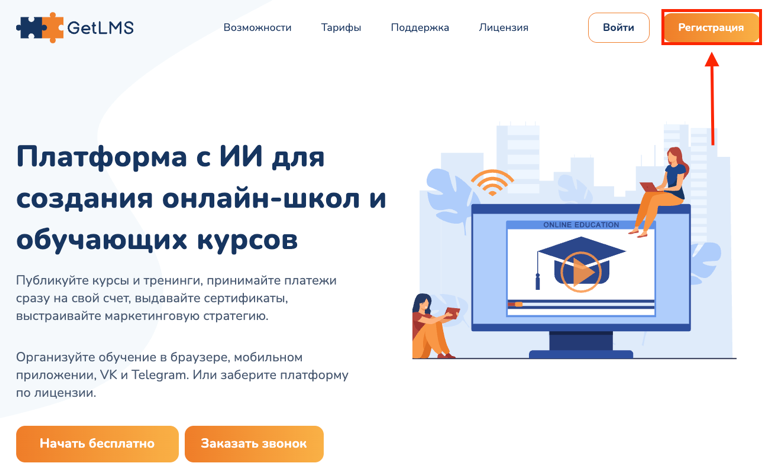 GetLMS
Возможности Тарифы Поддержка Лицензия Войти Регистрация
Платформа с ИИ для
создания онлайн-школ и
обучающих курсов
ONLINE EDUCATION
Публикуйте курсы и тренинги, принимайте платежи
сразу на свой счет, выдавайте сертификаты,
выстраивайте маркетинговую стратегию.
Организуйте обучение в браузере, мобильном
приложении, VK и Telegram. Или заберите платформу
по лицензии.
Начать бесплатно Заказать звонок